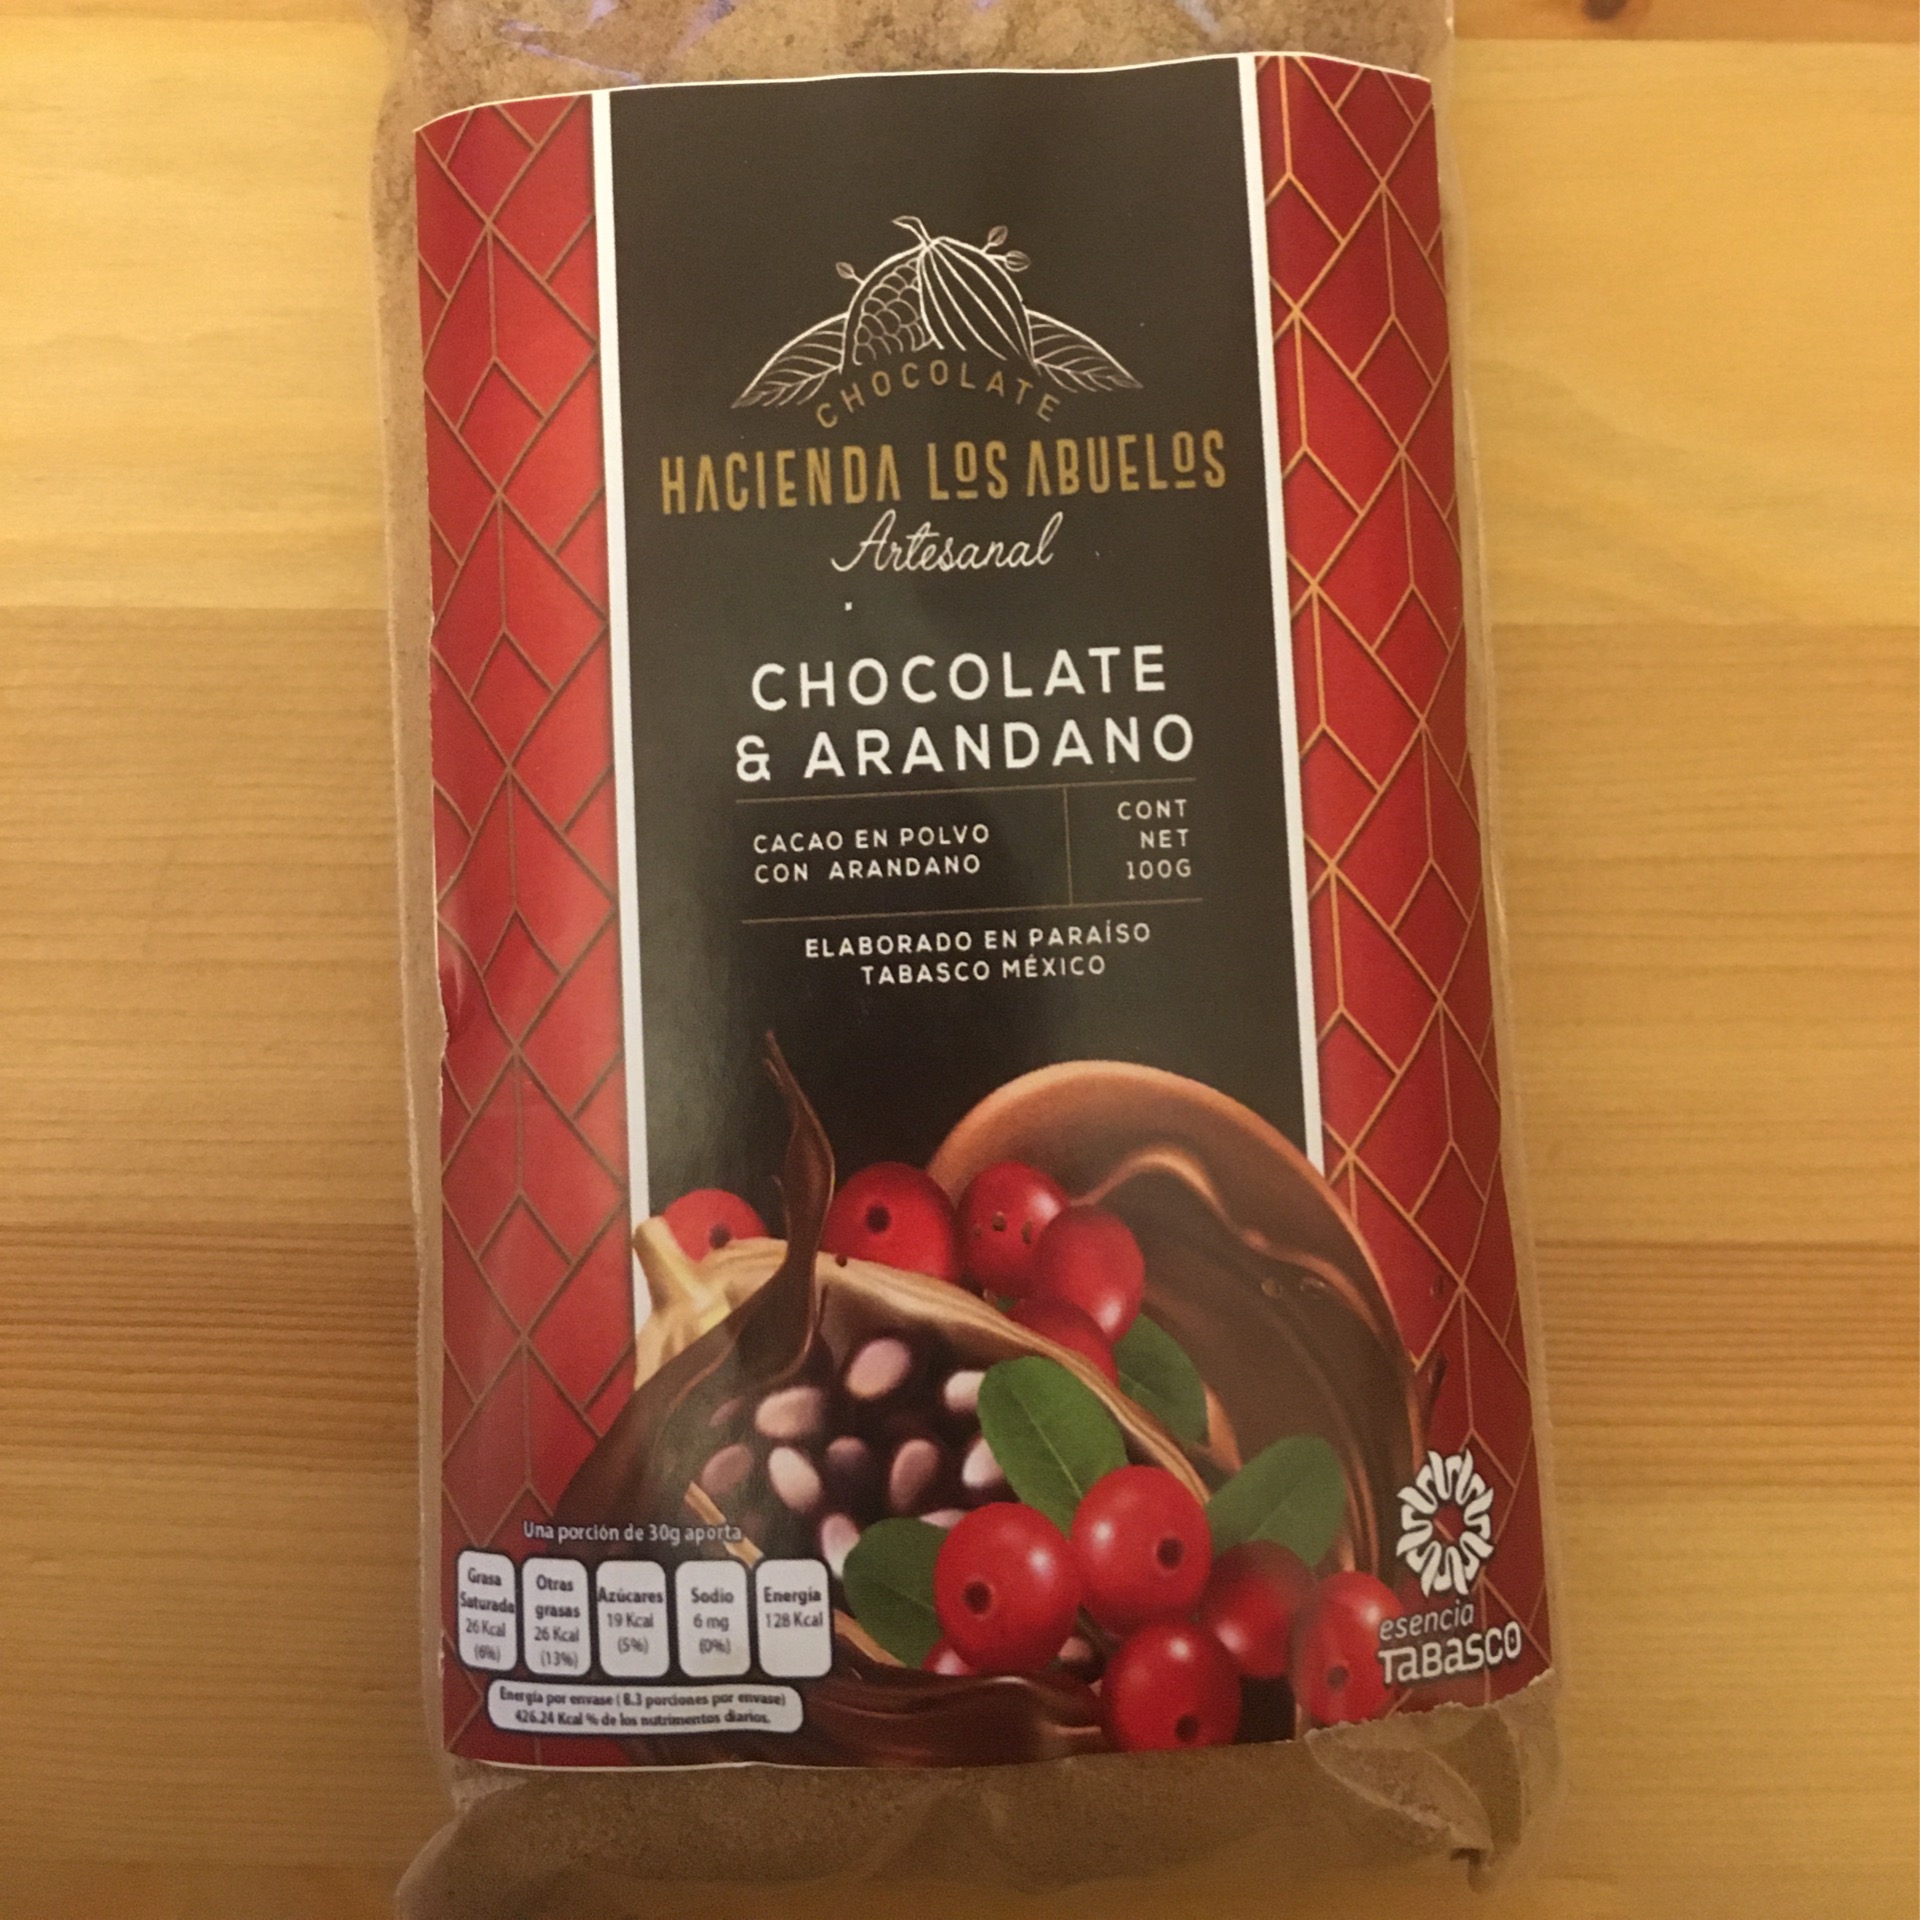 CHOCOLATE
HACIENDA LOS ABUELOS
Artesanal
CHOCOLATE
& ARANDANO
CACAO EN POLVO
CON ARANDANO
CONT
NET
100G
ELABORADO EN PARAÍSO
TABASCO MÉXICO
Una porción de 30g aporta
Grasa
Saturada
26 Kcal
(6%)
Otras
grasas
26 Kcal
(13%)
Azúcares
19 Kcal
(5%)
Sodio
6 mg
(0%)
Energía
128 Kcal
Energía por envase ( 8.3 porciones por envase)
426.24 Kcal % de los nutrimentos diarios.
esencia
TaBasco